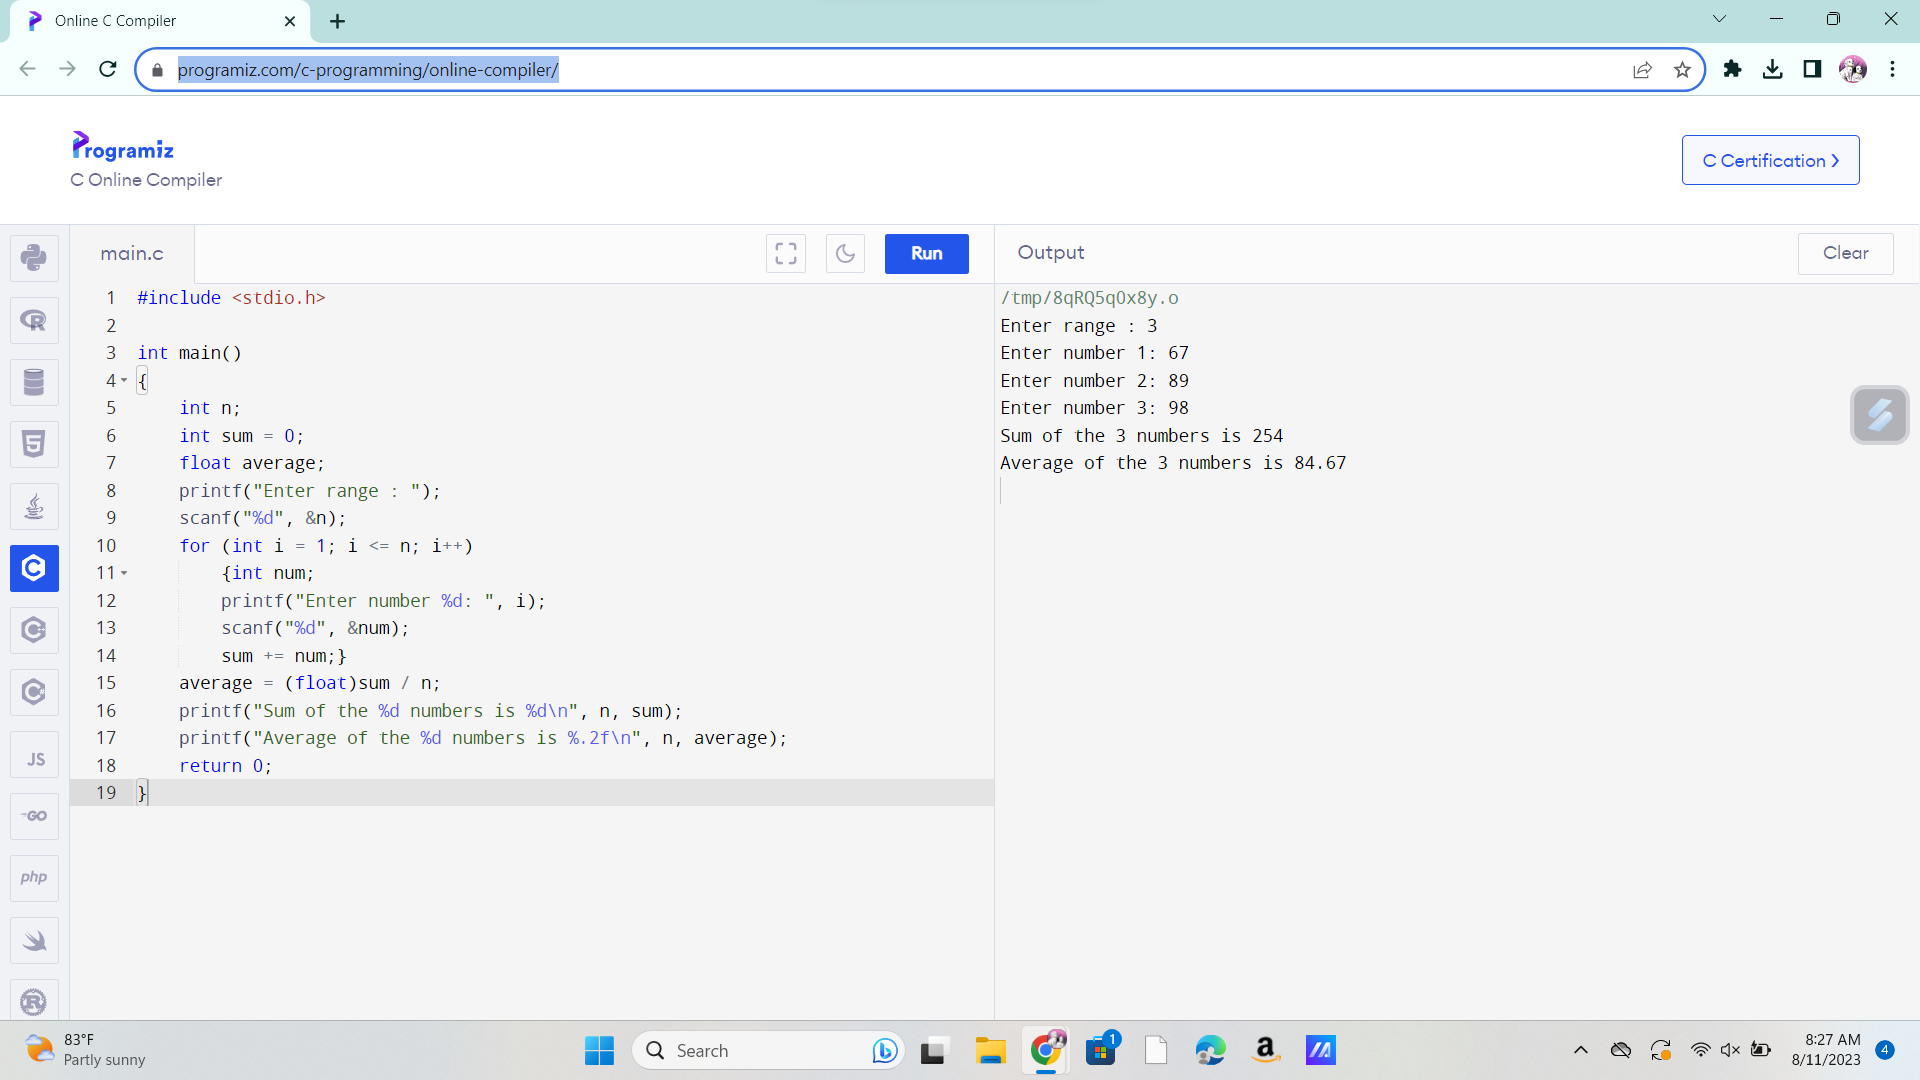 Online C Compiler
programiz.com/c-programming/online-compiler/
Programiz
C Online Compiler
C Certification
main.c
Run
Output
Clear
1 #include <stdio.h>
2
3 int main()
4 {
5 int n;
6 int sum = 0;
7 float average;
8 printf("Enter range : ");
9 scanf("%d", &n);
10 for (int i = 1; i <= n; i++)
11 {int num;
12 printf("Enter number %d: ", i);
13 scanf("%d", &num);
14 sum += num;}
15 average = (float)sum / n;
16 printf("Sum of the %d numbers is %d\n", n, sum);
17 printf("Average of the %d numbers is %.2f\n", n, average);
18 return 0;
19 }
/tmp/8qRQ5qOx8y.o
Enter range : 3
Enter number 1: 67
Enter number 2: 89
Enter number 3: 98
Sum of the 3 numbers is 254
Average of the 3 numbers is 84.67
R
5
C
C
C
JS
GO
php
R
83°F
Partly sunny
Search
1
a
8:27 AM
8/11/2023
4